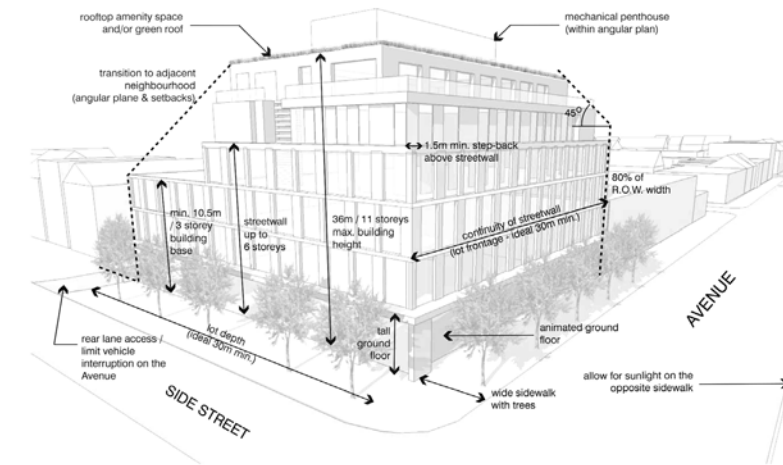 rooftop amenity space
and/or green roof
mechanical penthouse
(within angular plan)
transition to adjacent
neighbourhood
(angular plane & setbacks)
45°
1.5m min. step-back
above streetwall
80% of
R.O.W. width
min. 10.5m
/ 3 storey
building
base
streetwall
up to
6 storeys
36m / 11 storeys
max. building
height
continuity of streetwall
(lot frontage - ideal 30m min.)
AVENUE
rear lane access /
limit vehicle
interruption on the
Avenue
lot depth
(ideal 30m min.)
tall
ground
floor
animated ground
floor
allow for sunlight on the
opposite sidewalk
wide sidewalk
with trees
SIDE STREET